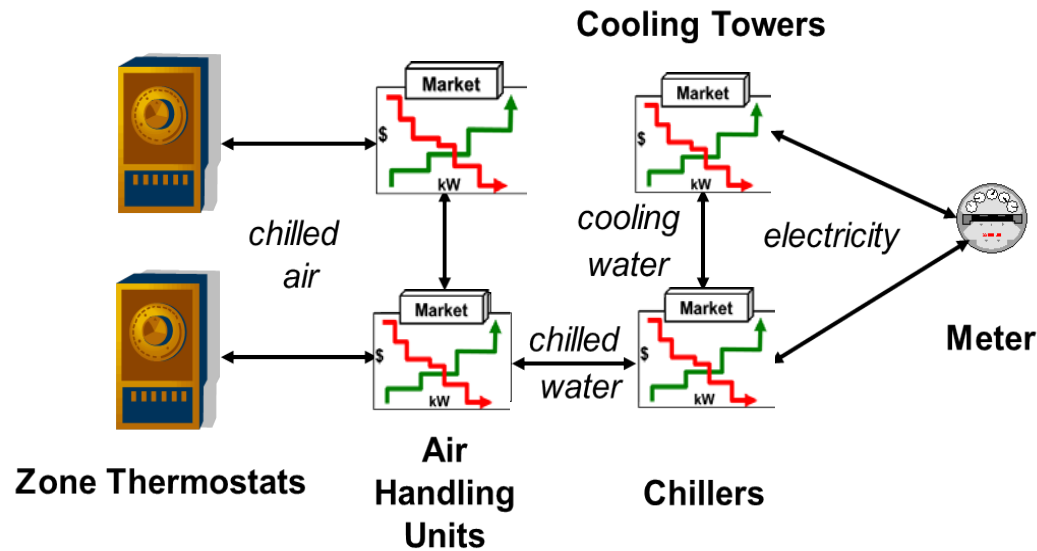 Cooling Towers
Market
$
kW
Market
kW
chilled
air
cooling
water
electricity
Market
$
kW
chilled
water
Market
$
kW
Meter
Zone Thermostats
Air
Handling
Units
Chillers